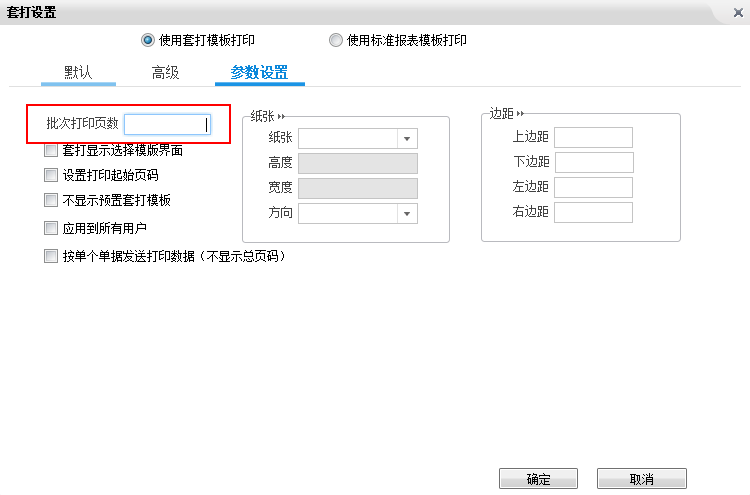 套打设置
使用套打模板打印 使用标准报表模板打印
默认 高级 参数设置
批次打印页数
套打显示选择模版界面
设置打印起始页码
不显示预置套打模板
应用到所有用户
按单个单据发送打印数据（不显示总页码）
纸张
纸张
高度
宽度
方向
边距
上边距
下边距
左边距
右边距
确定 取消